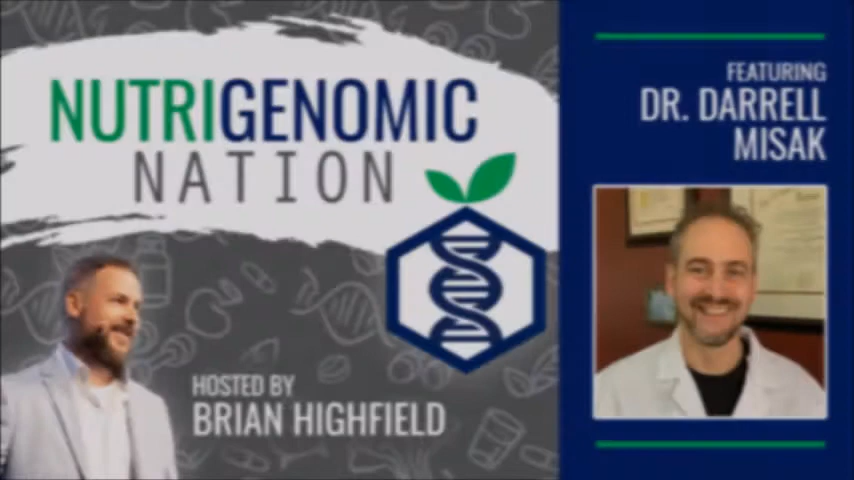 NUTRIGENOMIC
NATION
HOSTED BY
BRIAN HIGHFIELD
FEATURING
DR. DARRELL
MISAK